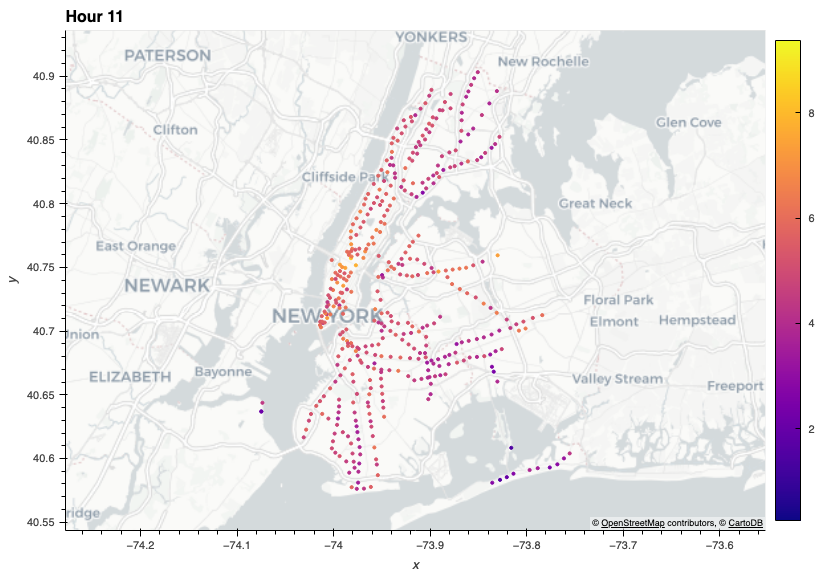 Hour 11
YONKERS
PATERSON
New Rochelle
40.9
Glen Cove
8
Clifton
40.85
Cliffside Park
40.8
Great Neck
6
East Orange
40.75
NEWARK
Floral Park
y
NEW YORK
Elmont
Hempstead
40.7
Union
4
Bayonne
ELIZABETH
Valley Stream
Freeport
40.65
2
40.6
ridge
© OpenStreetMap contributors, © CartoDB
40.55
−74.2
−74.1
−74
−73.9
−73.8
−73.7
−73.6
x